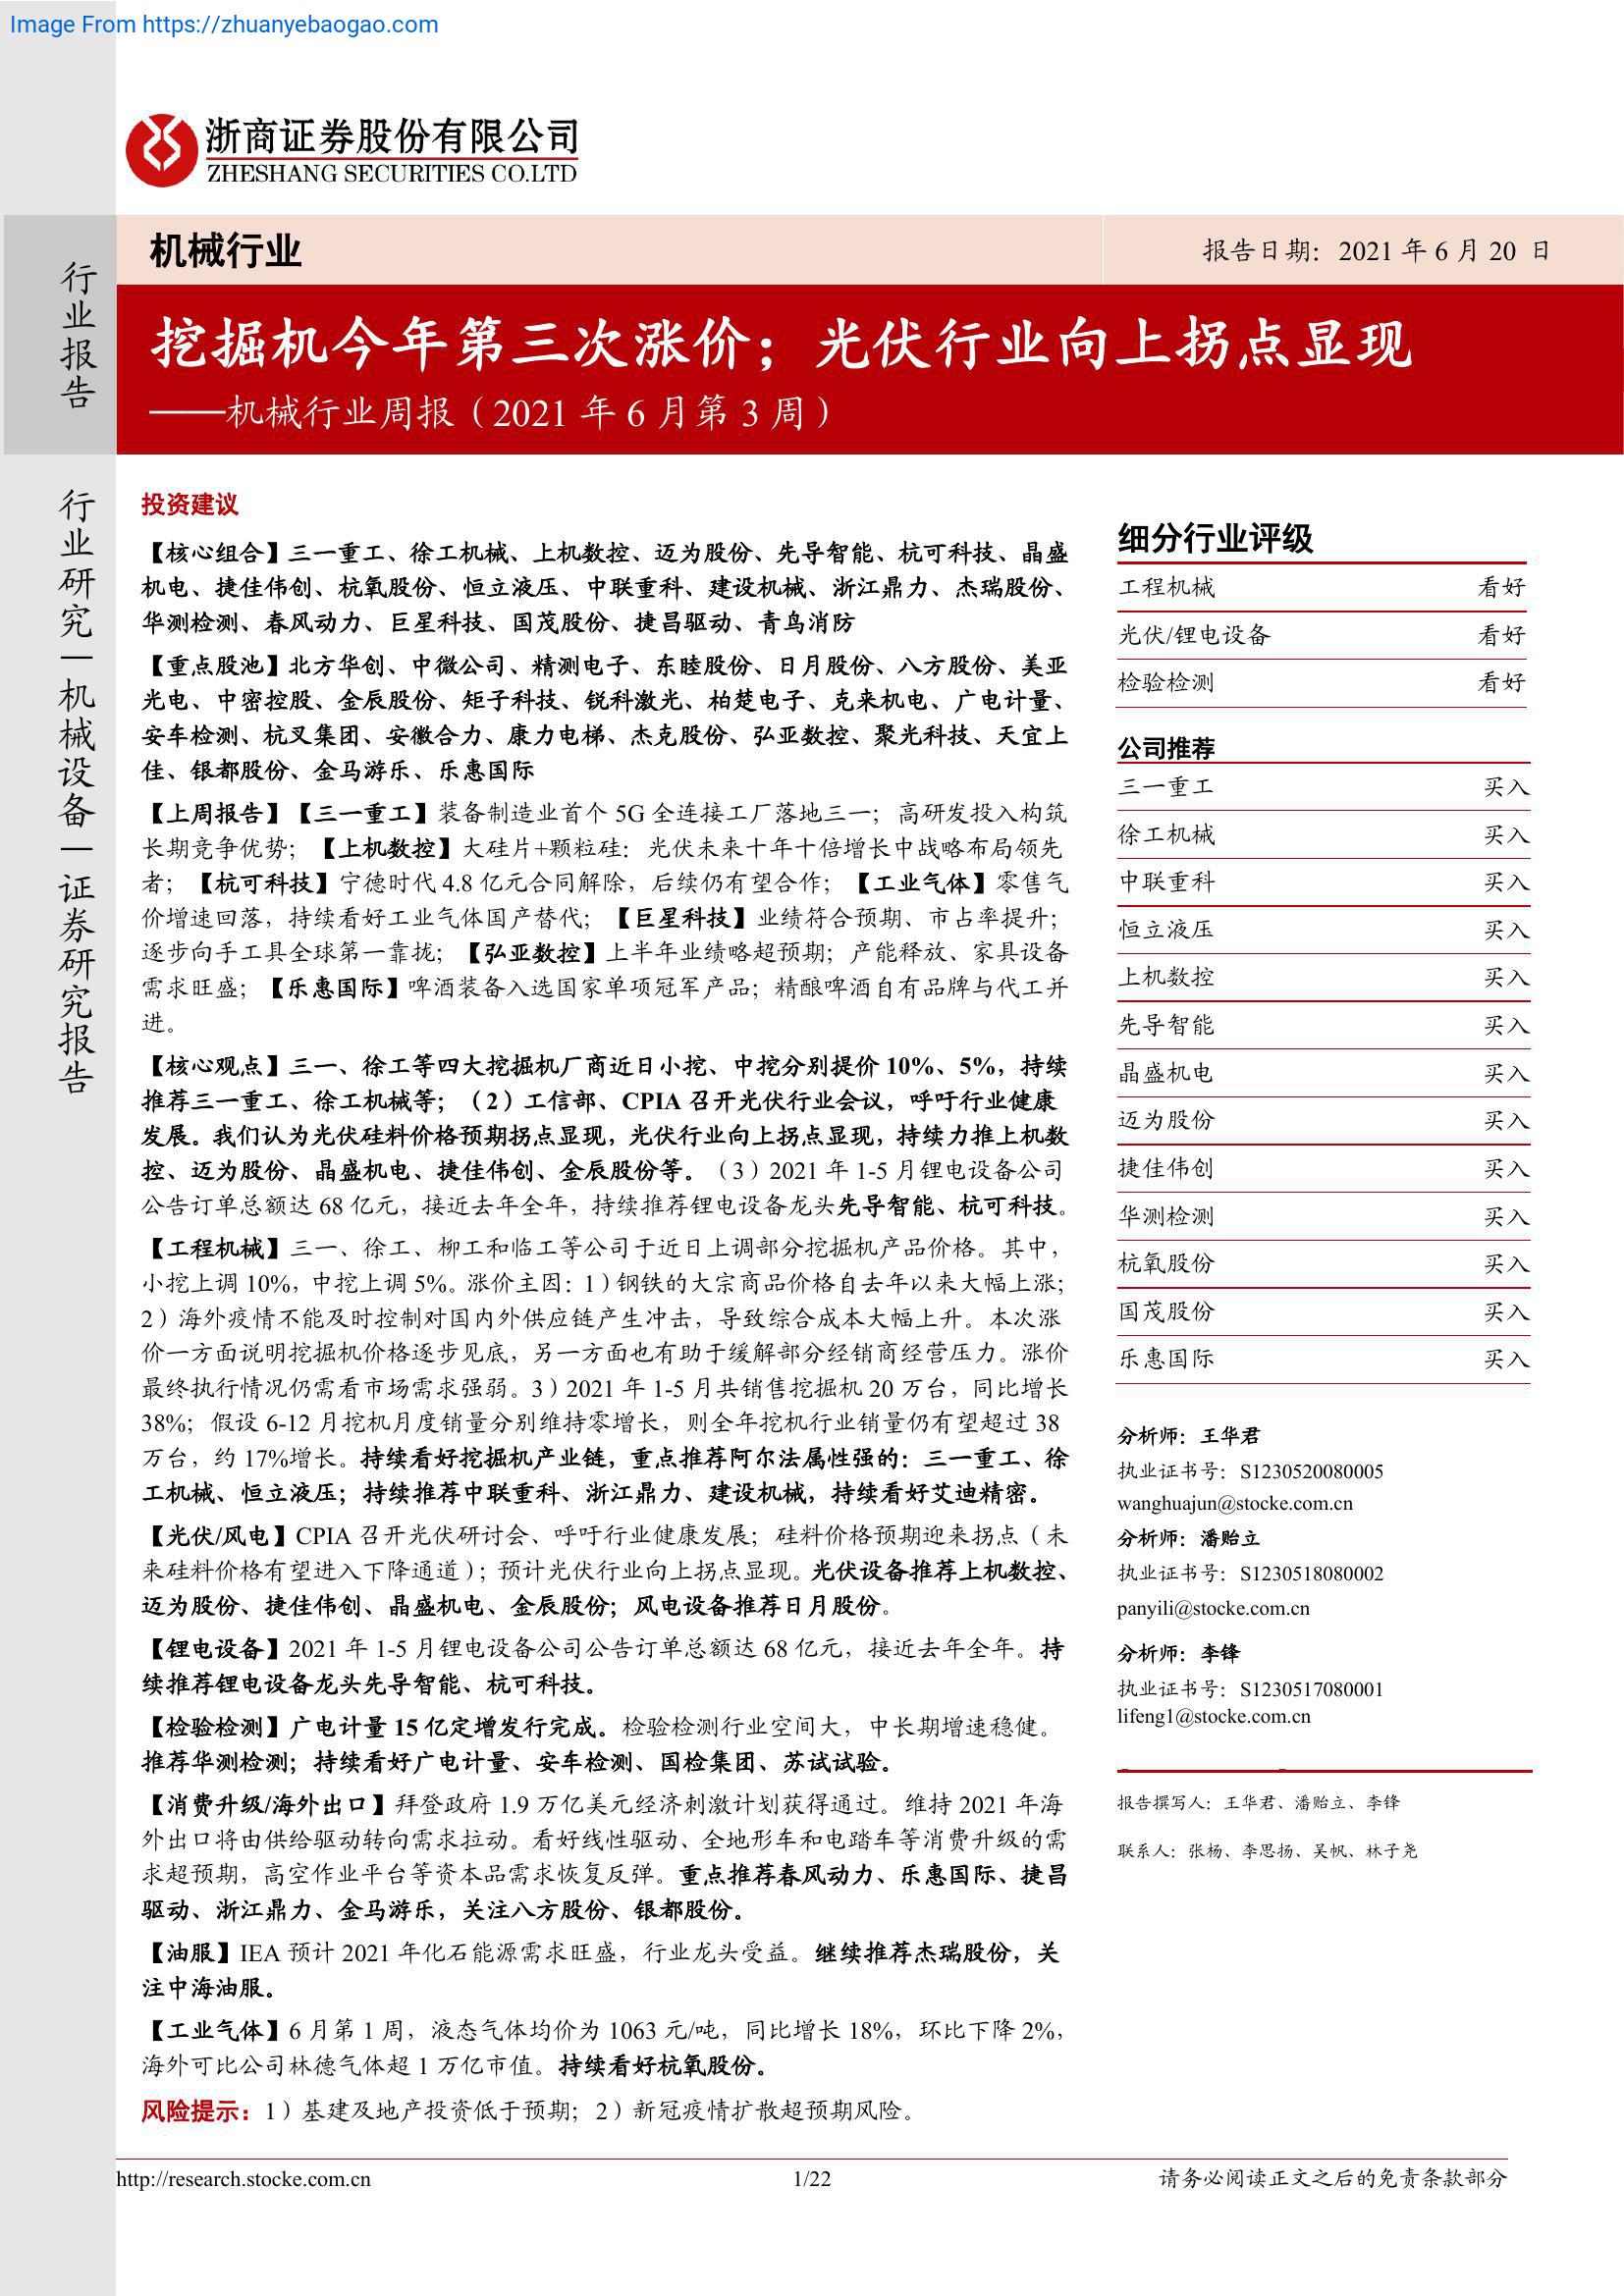 Image From https://zhuanyebaogao.com
浙商证券股份有限公司
ZHESHANG SECURITIES CO.LTD
机械行业
报告日期：2021 年 6 月 20 日
行业报告
挖掘机今年第三次涨价；光伏行业向上拐点显现
——机械行业周报（2021 年 6 月第 3 周）
行业研究｜机械设备｜证券研究报告
投资建议
【核心组合】三一重工、徐工机械、上机数控、迈为股份、先导智能、杭可科技、晶盛
机电、捷佳伟创、杭氧股份、恒立液压、中联重科、建设机械、浙江鼎力、杰瑞股份、
华测检测、春风动力、巨星科技、国茂股份、捷昌驱动、青鸟消防
【重点股池】北方华创、中微公司、精测电子、东睦股份、日月股份、八方股份、美亚
光电、中密控股、金辰股份、矩子科技、锐科激光、柏楚电子、克来机电、广电计量、
安车检测、杭叉集团、安徽合力、康力电梯、杰克股份、弘亚数控、聚光科技、天宜上
佳、银都股份、金马游乐、乐惠国际
【上周报告】【三一重工】装备制造业首个 5G 全连接工厂落地三一；高研发投入构筑
长期竞争优势；【上机数控】大硅片+颗粒硅：光伏未来十年十倍增长中战略布局领先
者；【杭可科技】宁德时代 4.8 亿元合同解除，后续仍有望合作；【工业气体】零售气
价增速回落，持续看好工业气体国产替代；【巨星科技】业绩符合预期、市占率提升；
逐步向手工具全球第一靠拢；【弘亚数控】上半年业绩略超预期；产能释放、家具设备
需求旺盛；【乐惠国际】啤酒装备入选国家单项冠军产品；精酿啤酒自有品牌与代工并
进。
【核心观点】三一、徐工等四大挖掘机厂商近日小挖、中挖分别提价 10%、5%，持续
推荐三一重工、徐工机械等；（2）工信部、CPIA 召开光伏行业会议，呼吁行业健康
发展。我们认为光伏硅料价格预期拐点显现，光伏行业向上拐点显现，持续力推上机数
控、迈为股份、晶盛机电、捷佳伟创、金辰股份等。（3）2021 年 1-5 月锂电设备公司
公告订单总额达 68 亿元，接近去年全年，持续推荐锂电设备龙头先导智能、杭可科技。
【工程机械】三一、徐工、柳工和临工等公司于近日上调部分挖掘机产品价格。其中，
小挖上调 10%，中挖上调 5%。涨价主因：1）钢铁的大宗商品价格自去年以来大幅上涨；
2）海外疫情不能及时控制对国内外供应链产生冲击，导致综合成本大幅上升。本次涨
价一方面说明挖掘机价格逐步见底，另一方面也有助于缓解部分经销商经营压力。涨价
最终执行情况仍需看市场需求强弱。3）2021 年 1-5 月共销售挖掘机 20 万台，同比增长
38%；假设 6-12 月挖机月度销量分别维持零增长，则全年挖机行业销量仍有望超过 38
万台，约 17%增长。持续看好挖掘机产业链，重点推荐阿尔法属性强的：三一重工、徐
工机械、恒立液压；持续推荐中联重科、浙江鼎力、建设机械，持续看好艾迪精密。
【光伏/风电】CPIA 召开光伏研讨会、呼吁行业健康发展；硅料价格预期迎来拐点（未
来硅料价格有望进入下降通道）；预计光伏行业向上拐点显现。光伏设备推荐上机数控、
迈为股份、捷佳伟创、晶盛机电、金辰股份；风电设备推荐日月股份。
【锂电设备】2021 年 1-5 月锂电设备公司公告订单总额达 68 亿元，接近去年全年。持
续推荐锂电设备龙头先导智能、杭可科技。
【检验检测】广电计量 15 亿定增发行完成。检验检测行业空间大，中长期增速稳健。
推荐华测检测；持续看好广电计量、安车检测、国检集团、苏试试验。
【消费升级/海外出口】拜登政府 1.9 万亿美元经济刺激计划获得通过。维持 2021 年海
外出口将由供给驱动转向需求拉动。看好线性驱动、全地形车和电踏车等消费升级的需
求超预期，高空作业平台等资本品需求恢复反弹。重点推荐春风动力、乐惠国际、捷昌
驱动、浙江鼎力、金马游乐，关注八方股份、银都股份。
【油服】IEA 预计 2021 年化石能源需求旺盛，行业龙头受益。继续推荐杰瑞股份，关
注中海油服。
【工业气体】6 月第 1 周，液态气体均价为 1063 元/吨，同比增长 18%，环比下降 2%，
海外可比公司林德气体超 1 万亿市值。持续看好杭氧股份。
风险提示：1）基建及地产投资低于预期；2）新冠疫情扩散超预期风险。
细分行业评级
工程机械 看好
光伏/锂电设备 看好
检验检测 看好
公司推荐
三一重工 买入
徐工机械 买入
中联重科 买入
恒立液压 买入
上机数控 买入
先导智能 买入
晶盛机电 买入
迈为股份 买入
捷佳伟创 买入
华测检测 买入
杭氧股份 买入
国茂股份 买入
乐惠国际 买入
分析师：王华君
执业证书号：S1230520080005
wanghuajun@stocke.com.cn
分析师：潘贻立
执业证书号：S1230518080002
panyili@stocke.com.cn
分析师：李锋
执业证书号：S1230517080001
lifeng1@stocke.com.cn
报告撰写人：王华君、潘贻立、李锋
联系人：张杨、李思扬、吴帆、林子尧
http://research.stocke.com.cn
1/22
请务必阅读正文之后的免责条款部分